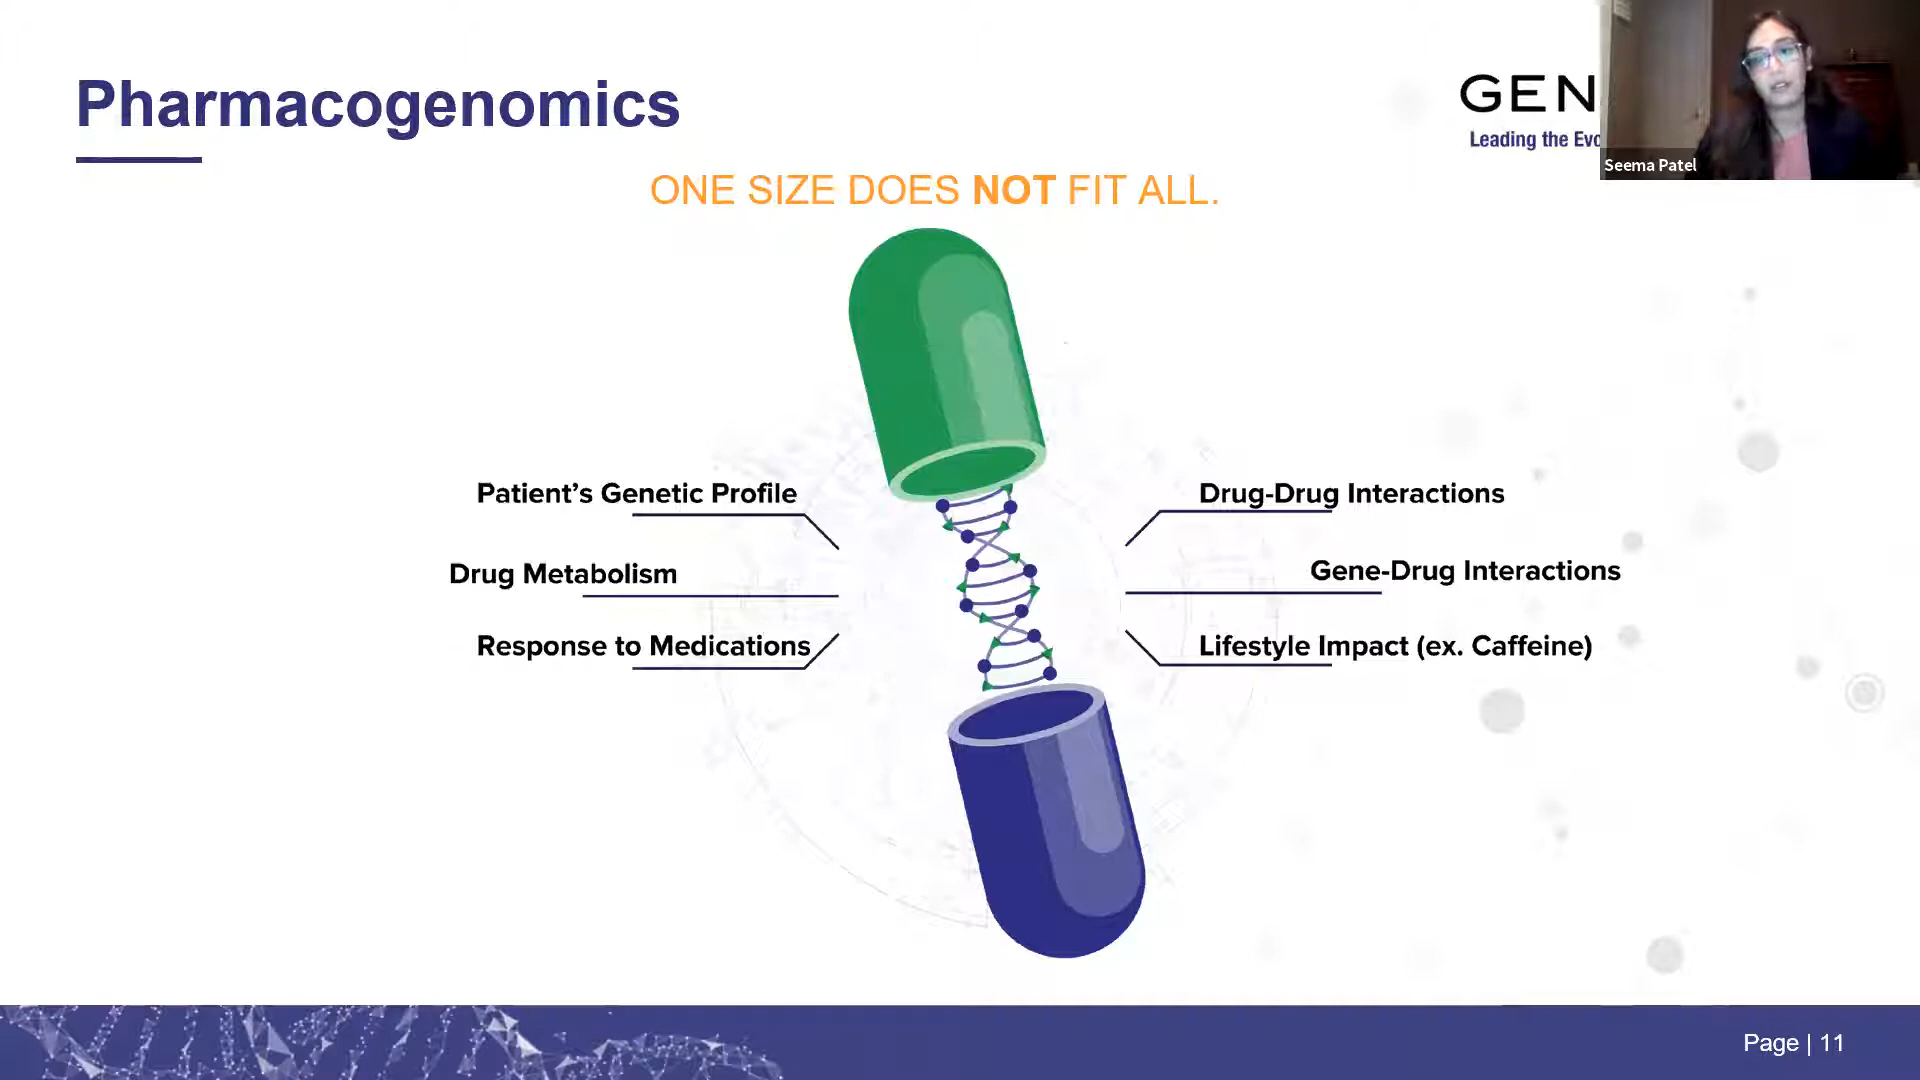 Pharmacogenomics
GEN
Leading the
Seema Patel
ONE SIZE DOES NOT FIT ALL.
Patient’s Genetic Profile
Drug Metabolism
Response to Medications
Drug-Drug Interactions
Gene-Drug Interactions
Lifestyle Impact (ex. Caffeine)
Page | 11